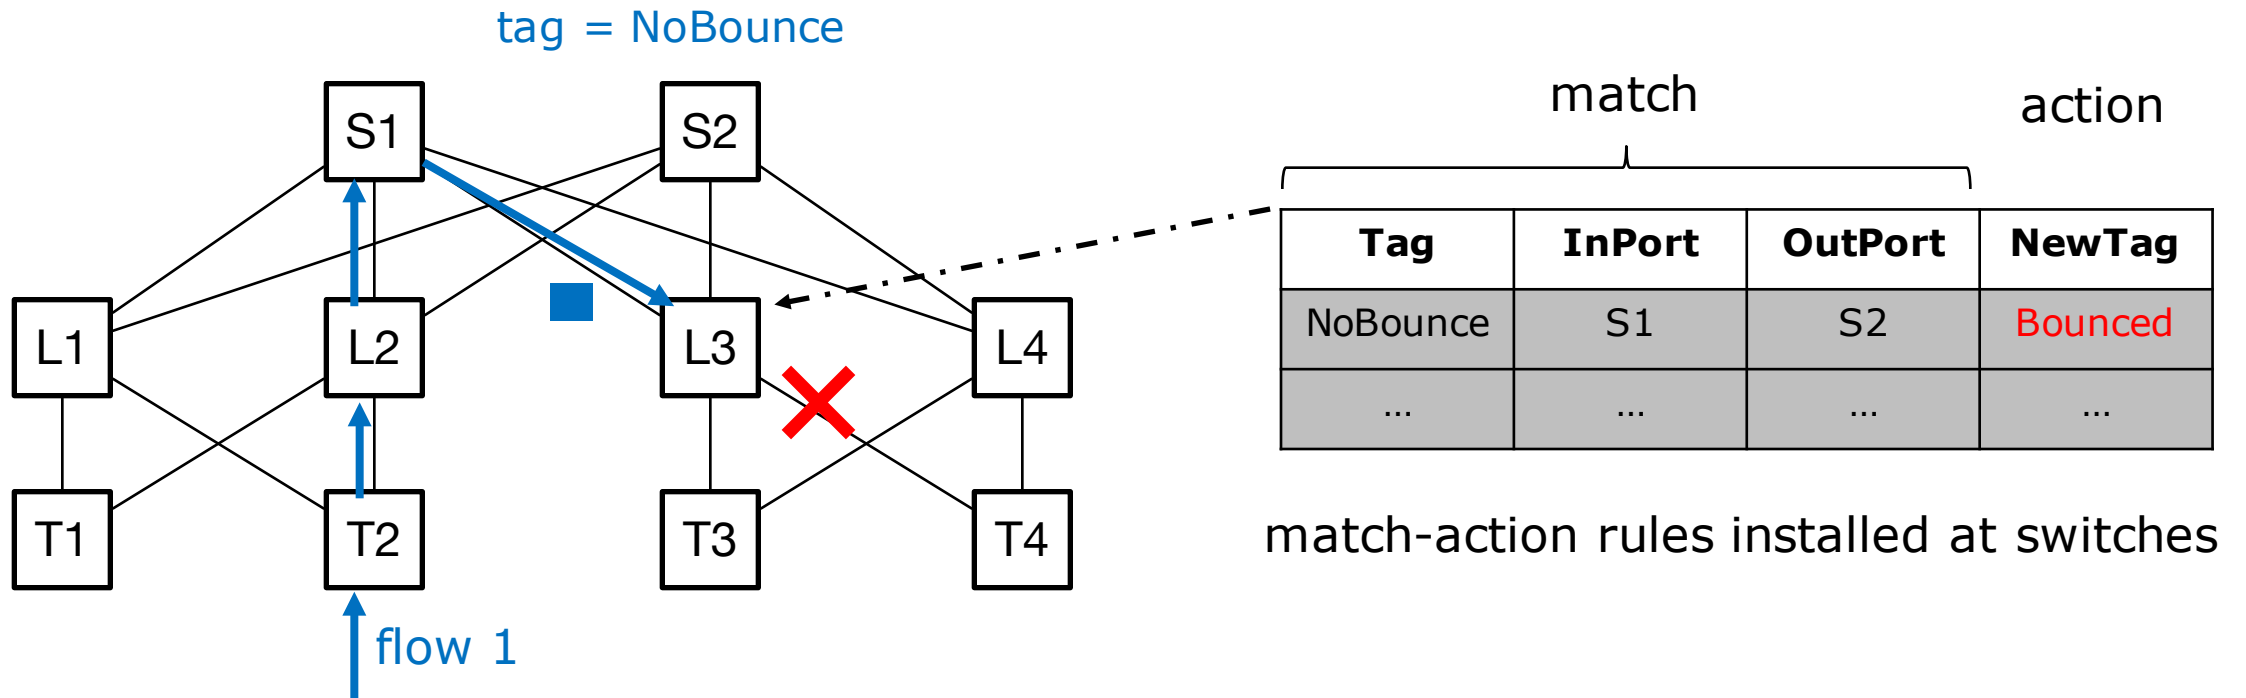 tag = NoBounce
match
action
S1
S2
Tag InPort OutPort NewTag
NoBounce S1 S2 Bounced
... ... ... ...
L1
L2
L3
L4
match-action rules installed at switches
T1
T2
T3
T4
flow 1